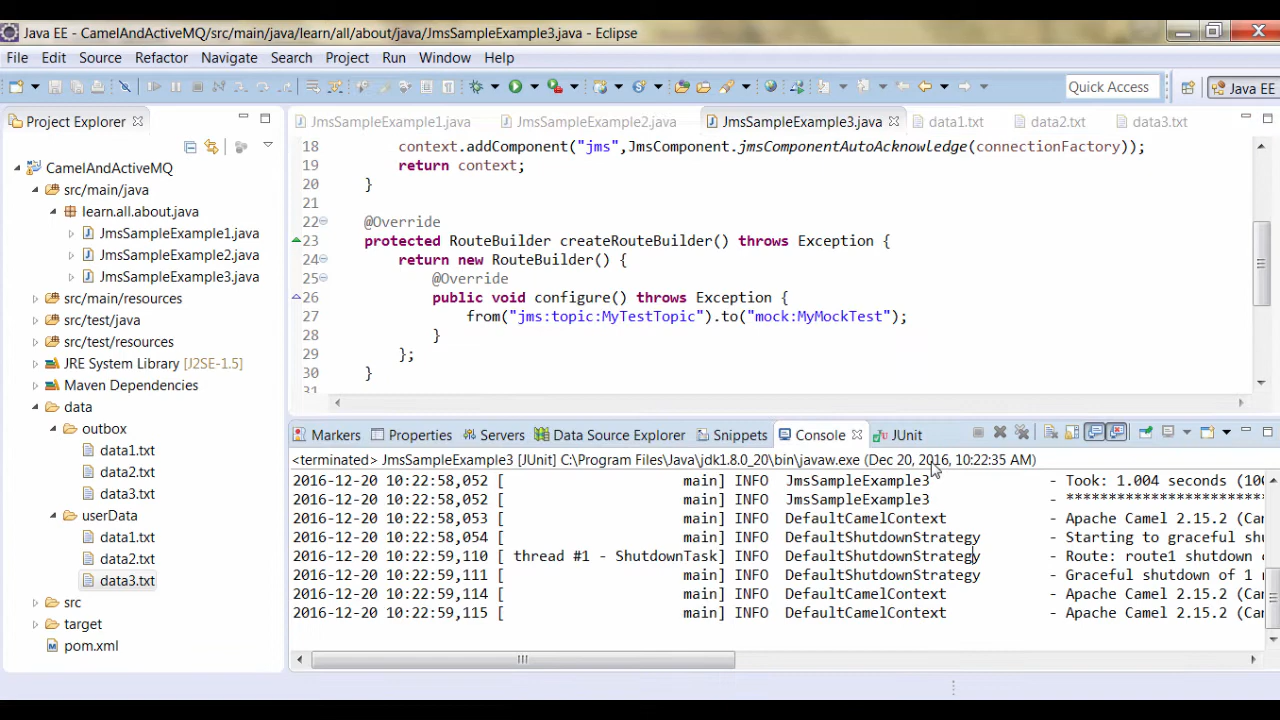 Java EE - CamelAndActiveMQ/src/main/java/learn/all/about/java/JmsSampleExample3.java - Eclipse
File Edit Source Refactor Navigate Search Project Run Window Help
Quick Access
Java EE
Project Explorer
CamelAndActiveMQ
src/main/java
learn.all.about.java
JmsSampleExample1.java
JmsSampleExample2.java
JmsSampleExample3.java
src/main/resources
src/test/java
src/test/resources
JRE System Library [J2SE-1.5]
Maven Dependencies
data
outbox
data1.txt
data2.txt
data3.txt
userData
data1.txt
data2.txt
data3.txt
src
target
pom.xml
JmsSampleExample1.java JmsSampleExample2.java JmsSampleExample3.java data1.txt data2.txt data3.txt
18 context.addComponent("jms",JmsComponent.jmsComponentAutoAcknowledge(connectionFactory));
19 return context;
20 }
21
22 @Override
23 protected RouteBuilder createRouteBuilder() throws Exception {
24 return new RouteBuilder() {
25 @Override
26 public void configure() throws Exception {
27 from("jms:topic:MyTestTopic").to("mock:MyMockTest");
28 }
29 };
30 }
31
Markers Properties Servers Data Source Explorer Snippets Console JUnit
<terminated> JmsSampleExample3 [JUnit] C:\Program Files\Java\jdk1.8.0_20\bin\javaw.exe (Dec 20, 2016, 10:22:35 AM)
2016-12-20 10:22:58,052 [ main] INFO JmsSampleExample3 - Took: 1.004 seconds (100
2016-12-20 10:22:58,052 [ main] INFO JmsSampleExample3 - *************************
2016-12-20 10:22:58,053 [ main] INFO DefaultCamelContext - Apache Camel 2.15.2 (Cam
2016-12-20 10:22:58,054 [ main] INFO DefaultShutdownStrategy - Starting to graceful shu
2016-12-20 10:22:59,110 [ thread #1 - ShutdownTask] INFO DefaultShutdownStrategy - Route: route1 shutdown
2016-12-20 10:22:59,111 [ main] INFO DefaultShutdownStrategy - Graceful shutdown of 1
2016-12-20 10:22:59,114 [ main] INFO DefaultCamelContext - Apache Camel 2.15.2 (Ca
2016-12-20 10:22:59,115 [ main] INFO DefaultCamelContext - Apache Camel 2.15.2 (Ca